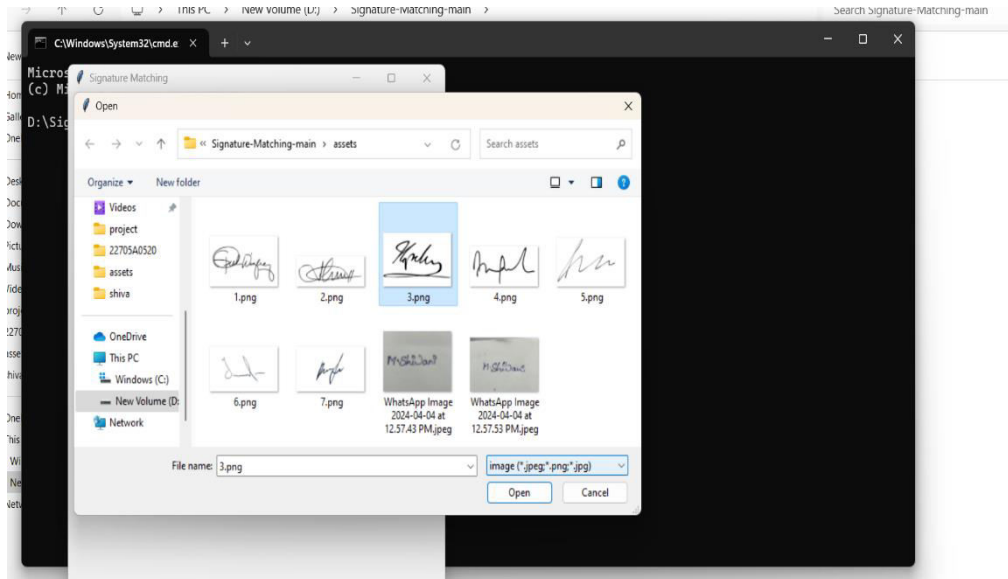 This PC > New Volume (D:) > Signature-Matching-main >
Search Signature-Matching-main
C:\Windows\System32\cmd.e
Micros
(c) Mi
D:\Sig
Signature Matching
Open
« Signature-Matching-main > assets
Search assets
Organize
New folder
Videos
project
22705A0520
assets
shiva
OneDrive
This PC
Windows (C:)
New Volume (D:
Network
1.png
2.png
3.png
4.png
5.png
M.Shivani
M.Shivani
6.png
7.png
WhatsApp Image
2024-04-04 at
12.57.43 PM.jpeg
WhatsApp Image
2024-04-04 at
12.57.53 PM.jpeg
File name: 3.png
image (*.jpeg;*.png;*.jpg)
Open
Cancel